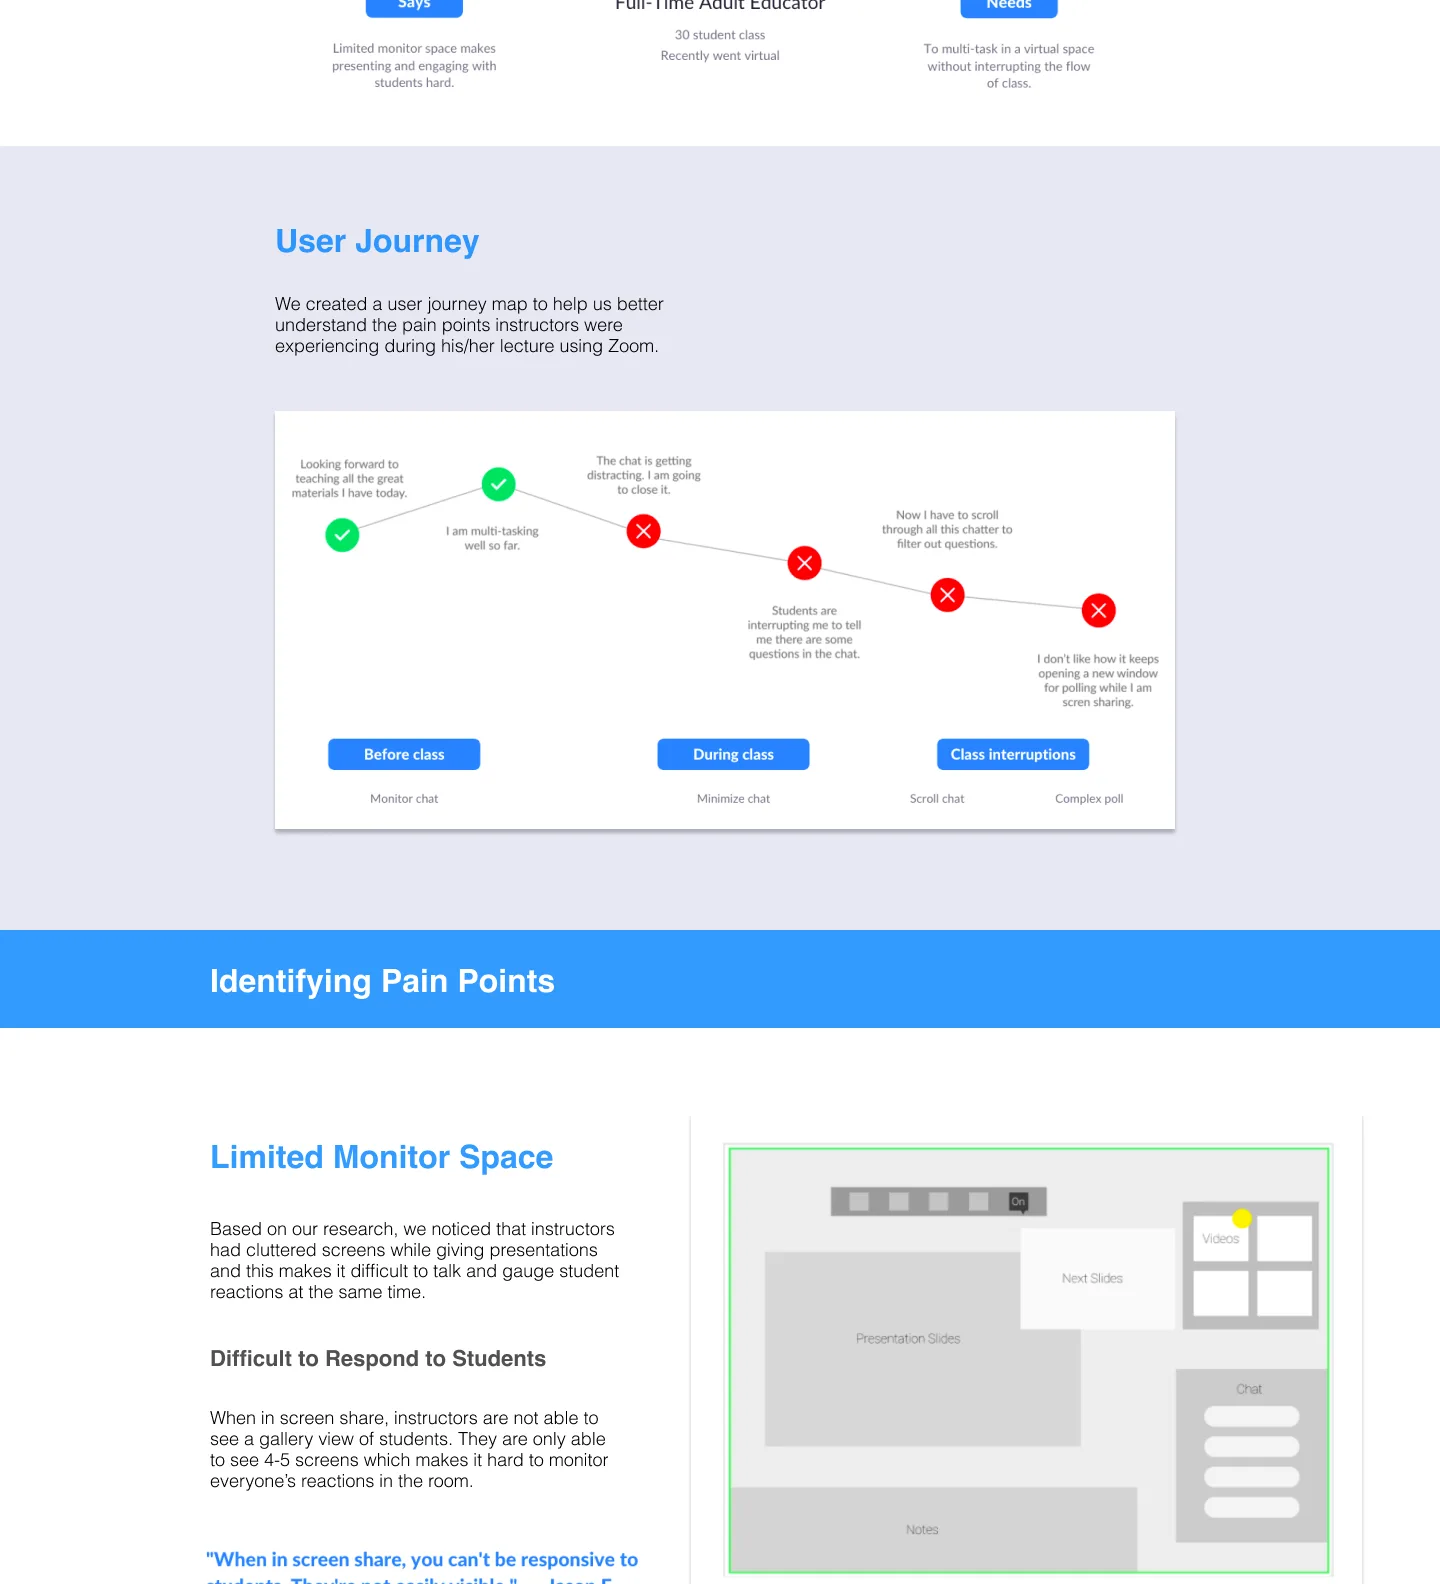 Says
Full-Time Adult Educator
Needs
Limited monitor space makes
presenting and engaging with
students hard.
30 student class
Recently went virtual
To multi-task in a virtual space
without interrupting the flow
of class.
User Journey
We created a user journey map to help us better
understand the pain points instructors were
experiencing during his/her lecture using Zoom.
Looking forward to
teaching all the great
materials I have today.
I am multi-tasking
well so far.
The chat is getting
distracting. I am going
to close it.
Students are
interrupting me to tell
me there are some
questions in the chat.
Now I have to scroll
through all this chatter to
filter out questions.
I don't like how it keeps
opening a new window
for polling while I am
scren sharing.
Before class
During class
Class interruptions
Monitor chat
Minimize chat
Scroll chat
Complex poll
Identifying Pain Points
Limited Monitor Space
Based on our research, we noticed that instructors
had cluttered screens while giving presentations
and this makes it difficult to talk and gauge student
reactions at the same time.
Difficult to Respond to Students
When in screen share, instructors are not able to
see a gallery view of students. They are only able
to see 4-5 screens which makes it hard to monitor
everyone’s reactions in the room.
"When in screen share, you can't be responsive to
students. They're not easily visible."
On
Videos
Next Slides
Presentation Slides
Chat
Notes